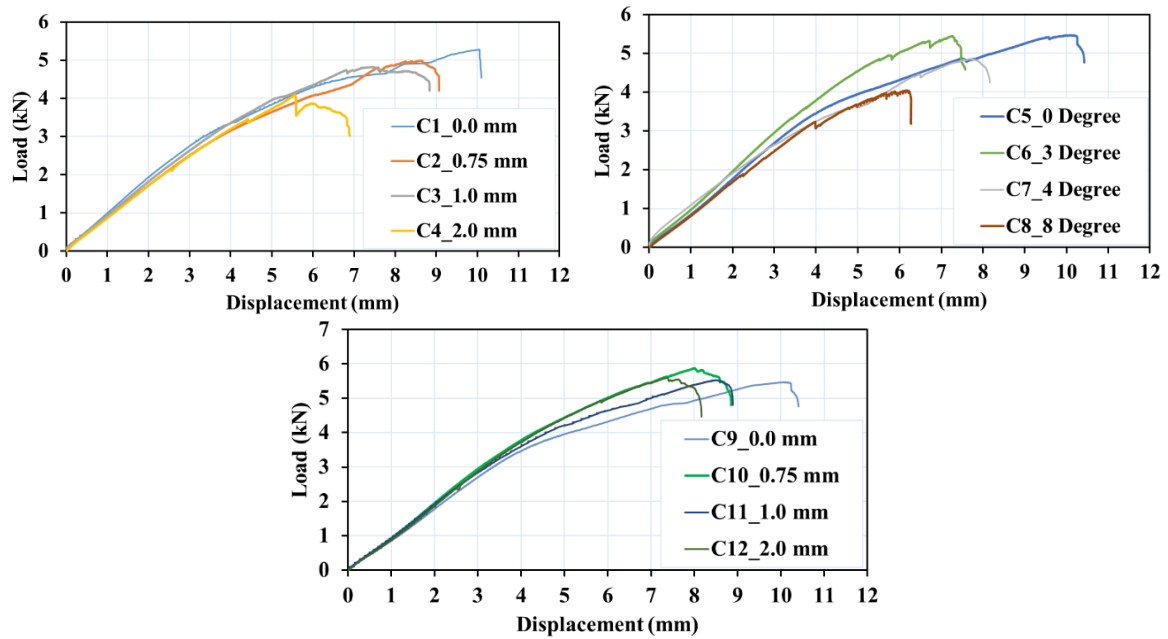 Load (kN)
6
5
4
3
2
1
0
C1_0.0 mm
C2_0.75 mm
C3_1.0 mm
C4_2.0 mm
0 1 2 3 4 5 6 7 8 9 10 11 12
Displacement (mm)
Load (kN)
6
5
4
3
2
1
0
C5_0 Degree
C6_3 Degree
C7_4 Degree
C8_8 Degree
0 1 2 3 4 5 6 7 8 9 10 11 12
Displacement (mm)
Load (kN)
7
6
5
4
3
2
1
0
C9_0.0 mm
C10_0.75 mm
C11_1.0 mm
C12_2.0 mm
0 1 2 3 4 5 6 7 8 9 10 11 12
Displacement (mm)